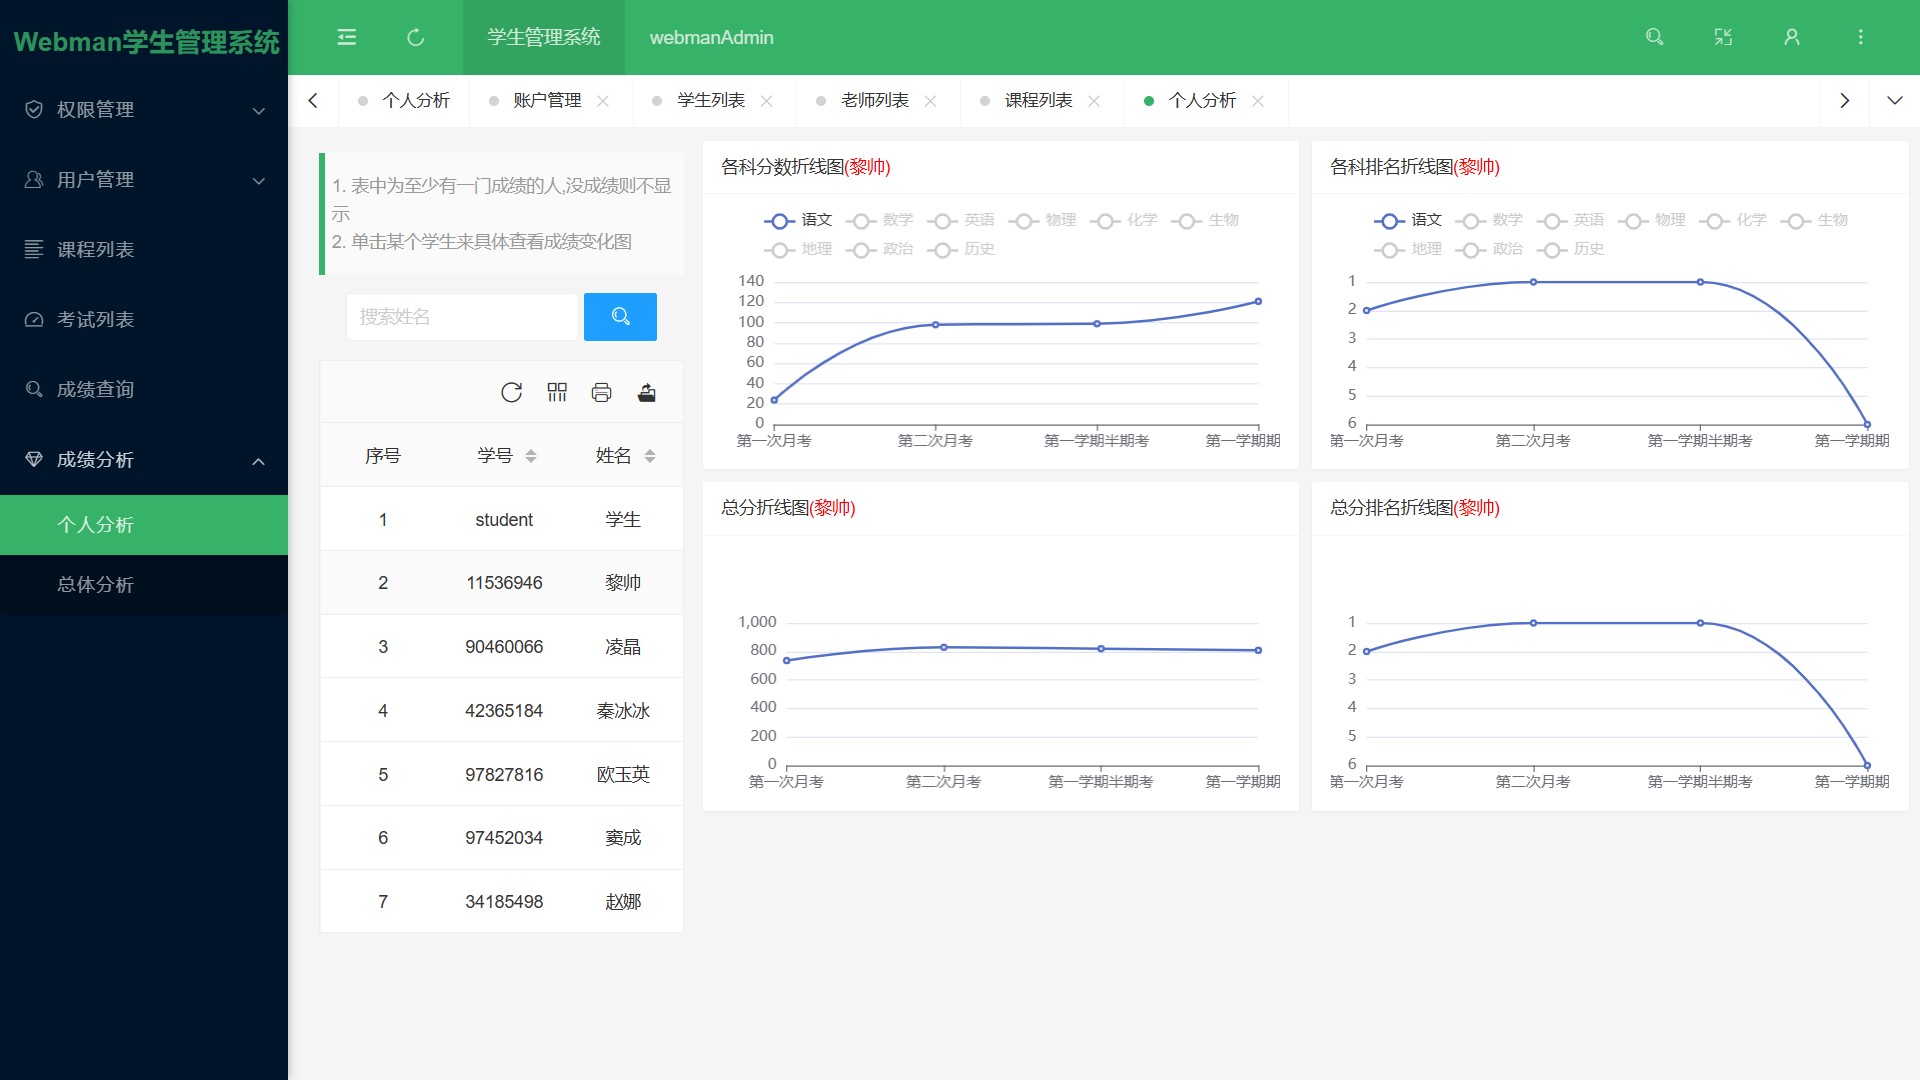 Webman学生管理系统
学生管理系统
webmanAdmin
权限管理
用户管理
课程列表
考试列表
成绩查询
成绩分析
个人分析
总体分析
个人分析
账户管理
学生列表
老师列表
课程列表
个人分析
1. 表中为至少有一门成绩的人,没成绩则不显
示
2. 单击某个学生来具体查看成绩变化图
搜索姓名
序号 学号 姓名
1 student 学生
2 11536946 黎帅
3 90460066 凌晶
4 42365184 秦冰冰
5 97827816 欧玉英
6 97452034 窦成
7 34185498 赵娜
各科分数折线图(黎帅)
语文 数学 英语 物理 化学 生物
地理 政治 历史
140
120
100
80
60
40
20
0
第一次月考 第二次月考 第一学期半期考 第一学期期
各科排名折线图(黎帅)
语文 数学 英语 物理 化学 生物
地理 政治 历史
1
2
3
4
5
6
第一次月考 第二次月考 第一学期半期考 第一学期期
总分折线图(黎帅)
1,000
800
600
400
200
0
第一次月考 第二次月考 第一学期半期考 第一学期期
总分排名折线图(黎帅)
1
2
3
4
5
6
第一次月考 第二次月考 第一学期半期考 第一学期期